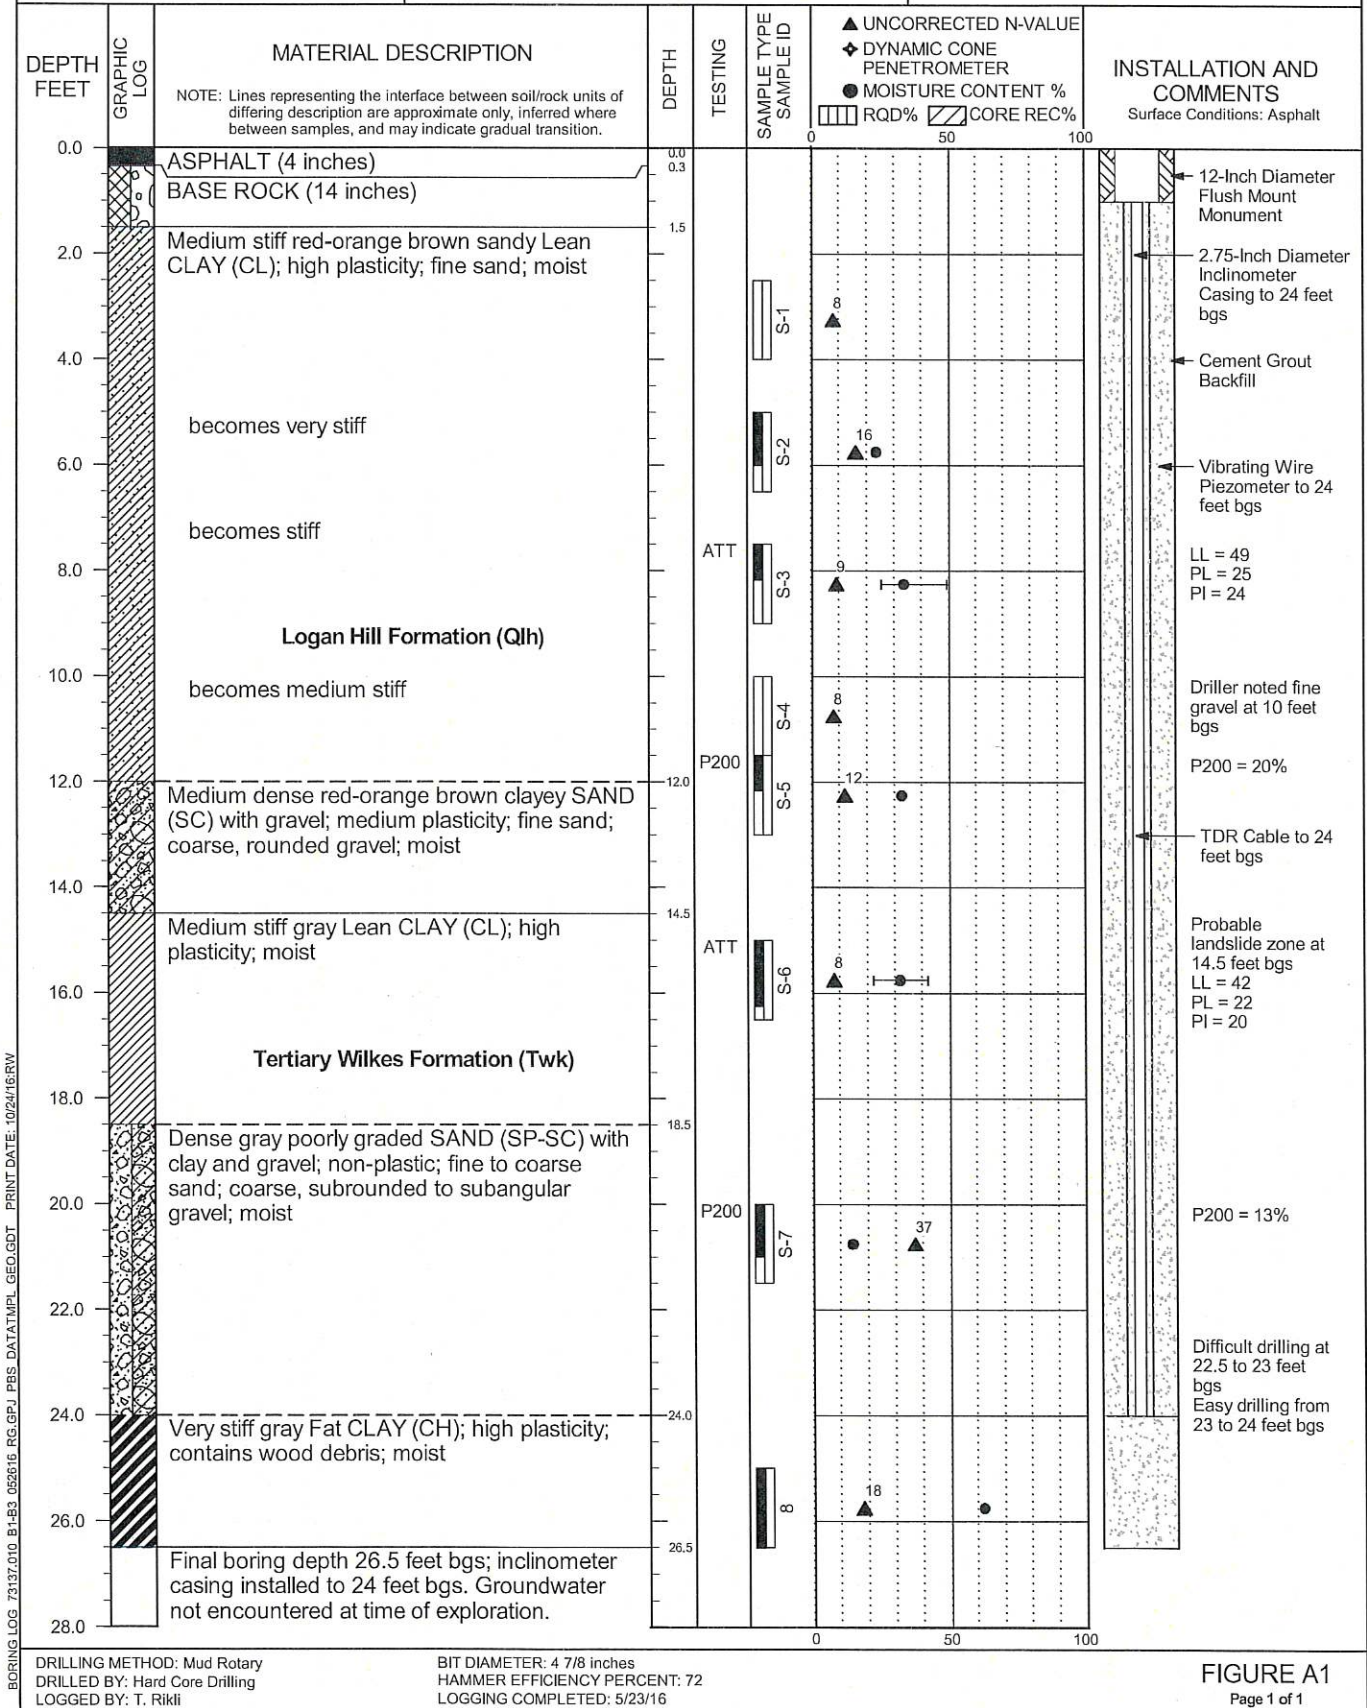 DEPTH
FEET
GRAPHIC
LOG
MATERIAL DESCRIPTION
NOTE: Lines representing the interface between soil/rock units of
differing description are approximate only, inferred where
between samples, and may indicate gradual transition.
DEPTH
TESTING
SAMPLE TYPE
SAMPLE ID
▲ UNCORRECTED N-VALUE
DYNAMIC CONE
PENETROMETER
● MOISTURE CONTENT %
RQD% CORE REC%
0 50 100
INSTALLATION AND
COMMENTS
Surface Conditions: Asphalt
0.0
2.0
4.0
6.0
8.0
10.0
12.0
14.0
16.0
18.0
20.0
22.0
24.0
26.0
28.0
ASPHALT (4 inches)
BASE ROCK (14 inches)
Medium stiff red-orange brown sandy Lean
CLAY (CL); high plasticity; fine sand; moist
becomes very stiff
becomes stiff
Logan Hill Formation (Qlh)
becomes medium stiff
Medium dense red-orange brown clayey SAND
(SC) with gravel; medium plasticity; fine sand;
coarse, rounded gravel; moist
Medium stiff gray Lean CLAY (CL); high
plasticity; moist
Tertiary Wilkes Formation (Twk)
Dense gray poorly graded SAND (SP-SC) with
clay and gravel; non-plastic; fine to coarse
sand; coarse, subrounded to subangular
gravel; moist
Very stiff gray Fat CLAY (CH); high plasticity;
contains wood debris; moist
Final boring depth 26.5 feet bgs; inclinometer
casing installed to 24 feet bgs. Groundwater
not encountered at time of exploration.
0.0
0.3
1.5
12.0
14.5
18.5
24.0
26.5
ATT
P200
ATT
P200
S-1
S-2
S-3
S-4
S-5
S-6
S-7
8
8
16
9
8
12
8
37
18
0 50 100
12-Inch Diameter
Flush Mount
Monument
2.75-Inch Diameter
Inclinometer
Casing to 24 feet
bgs
Cement Grout
Backfill
Vibrating Wire
Piezometer to 24
feet bgs
LL = 49
PL = 25
PI = 24
Driller noted fine
gravel at 10 feet
bgs
P200 = 20%
TDR Cable to 24
feet bgs
Probable
landslide zone at
14.5 feet bgs
LL = 42
PL = 22
PI = 20
P200 = 13%
Difficult drilling at
22.5 to 23 feet
bgs
Easy drilling from
23 to 24 feet bgs
BORING LOG 73137.010 B1-B3 052616 RG.GPJ PBS DATATMPL GEO.GDT PRINT DATE: 10/24/16:RW
DRILLING METHOD: Mud Rotary
DRILLED BY: Hard Core Drilling
LOGGED BY: T. Rikli
BIT DIAMETER: 4 7/8 inches
HAMMER EFFICIENCY PERCENT: 72
LOGGING COMPLETED: 5/23/16
FIGURE A1
Page 1 of 1